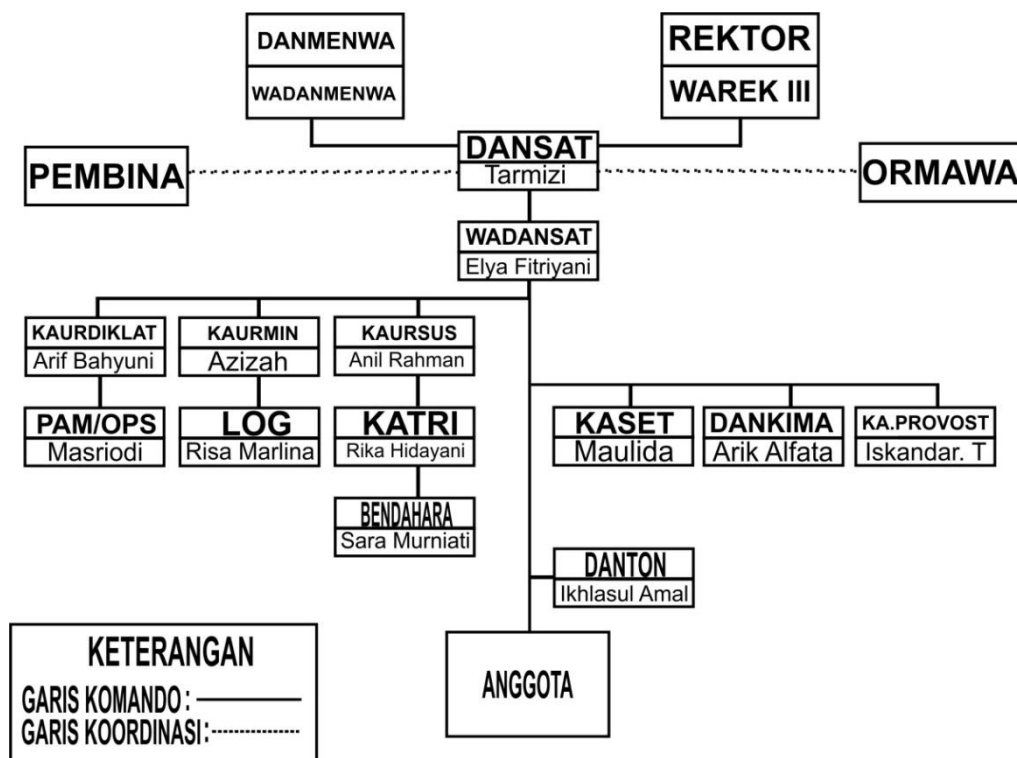 DANMENWA
WADANMENWA
REKTOR
WAREK III
DANSAT
Tarmizi
PEMBINA
ORMAWA
WADANSAT
Elya Fitriyani
KAURDIKLAT
Arif Bahyuni
KAURMIN
Azizah
KAURSUS
Anil Rahman
PAM/OPS
Masriodi
LOG
Risa Marlina
KATRI
Rika Hidayani
KASET
Maulida
DANKIMA
Arik Alfata
KA.PROVOST
Iskandar. T
BENDAHARA
Sara Murniati
DANTON
Ikhlasul Amal
ANGGOTA
KETERANGAN
GARIS KOMANDO :
GARIS KOORDINASI :